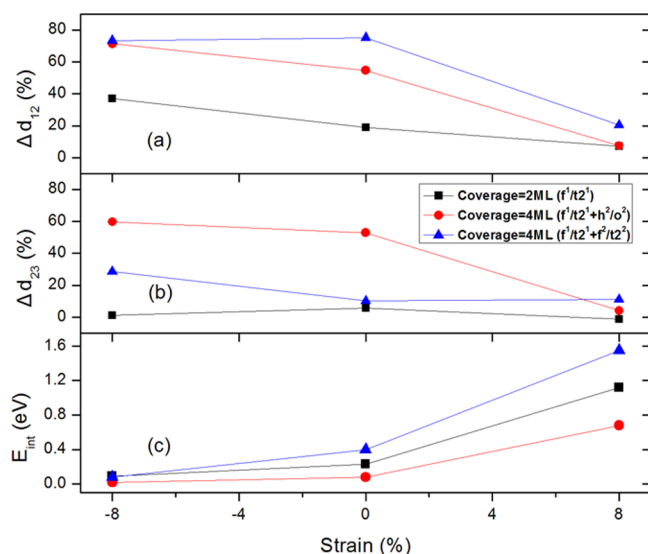 80
60
40
20
0
Δ d12 (%)
(a)
80
60
40
20
0
Δ d23 (%)
(b)
Coverage=2ML (f¹/t2¹)
Coverage=4ML (f¹/t2¹+h²/o²)
Coverage=4ML (f¹/t2¹+f²/t2²)
1.6
1.2
0.8
0.4
0.0
Eint (eV)
(c)
-8 -4 0 4 8
Strain (%)